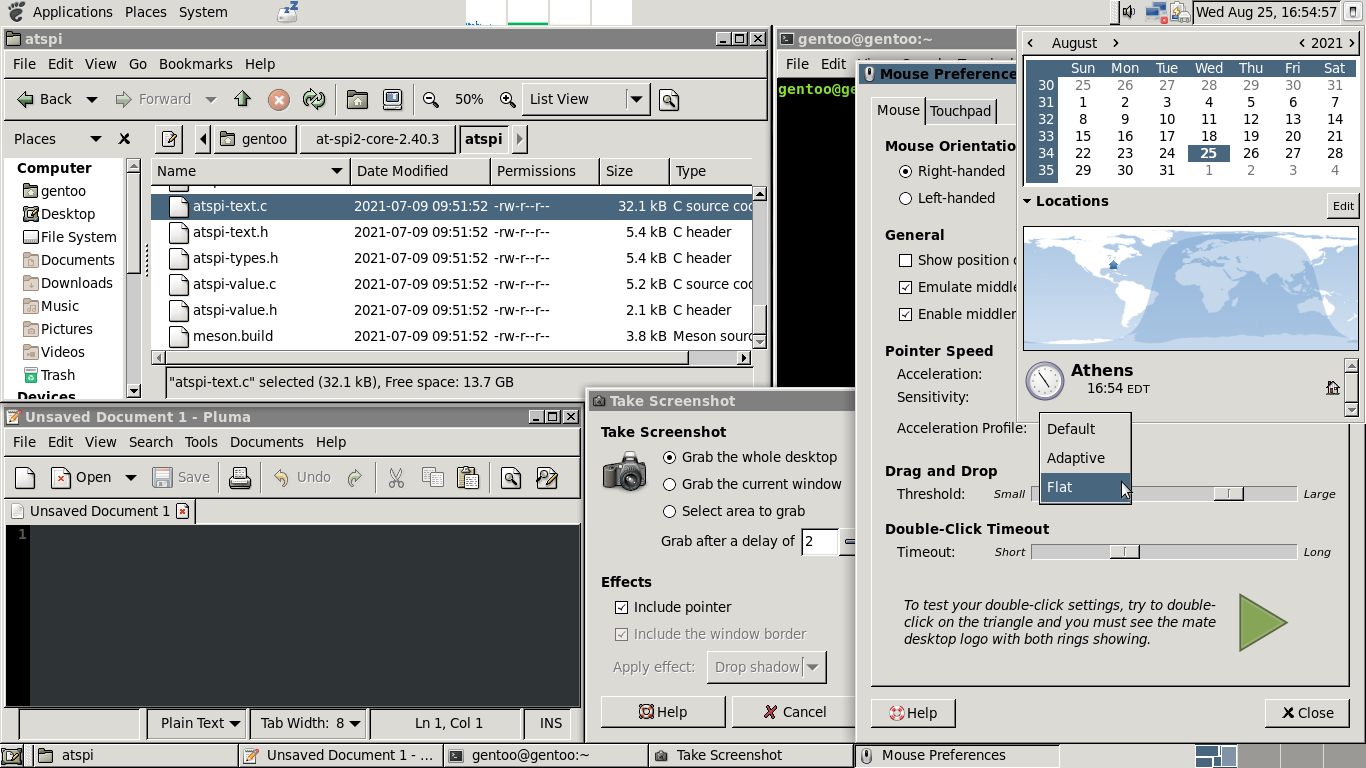 Applications Places System
Wed Aug 25, 16:54:57
atspi
File Edit View Go Bookmarks Help
Back Forward 50% List View
Places gentoo at-spi2-core-2.40.3 atspi
Computer
gentoo
Desktop
File System
Documents
Downloads
Music
Pictures
Videos
Trash
Devices
Name Date Modified Permissions Size Type
atspi-text.c 2021-07-09 09:51:52 -rw-r--r-- 32.1 kB C source coc
atspi-text.h 2021-07-09 09:51:52 -rw-r--r-- 5.4 kB C header
atspi-types.h 2021-07-09 09:51:52 -rw-r--r-- 5.4 kB C header
atspi-value.c 2021-07-09 09:51:52 -rw-r--r-- 5.2 kB C source coc
atspi-value.h 2021-07-09 09:51:52 -rw-r--r-- 2.1 kB C header
meson.build 2021-07-09 09:51:52 -rw-r--r-- 3.8 kB Meson sourc
"atspi-text.c" selected (32.1 kB), Free space: 13.7 GB
gentoo@gentoo:~
File Edit
gentoo@ge
Unsaved Document 1 - Pluma
File Edit View Search Tools Documents Help
Open Save Undo
Unsaved Document 1
1
Plain Text Tab Width: 8 Ln 1, Col 1 INS
Take Screenshot
Take Screenshot
Grab the whole desktop
Grab the current window
Select area to grab
Grab after a delay of 2
Effects
Include pointer
Include the window border
Apply effect: Drop shadow
Help Cancel
Mouse Preference
Mouse Touchpad
Mouse Orientatio
Right-handed
Left-handed
General
Show position o
Emulate middle
Enable middler
Pointer Speed
Acceleration:
Sensitivity:
Acceleration Profile:
Default
Adaptive
Flat
Drag and Drop
Threshold: Small Large
Double-Click Timeout
Timeout: Short Long
To test your double-click settings, try to double-
click on the triangle and you must see the mate
desktop logo with both rings showing.
Help Close
August 2021
Sun Mon Tue Wed Thu Fri Sat
30 25 26 27 28 29 30 31
31 1 2 3 4 5 6 7
32 8 9 10 11 12 13 14
33 15 16 17 18 19 20 21
34 22 23 24 25 26 27 28
35 29 30 31 1 2 3 4
Locations Edit
Athens
16:54 EDT
atspi Unsaved Document 1 - ... gentoo@gentoo:~ Take Screenshot Mouse Preferences